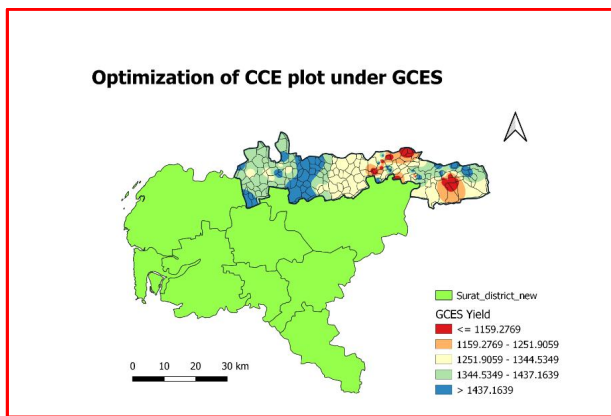 Optimization of CCE plot under GCES
Surat_district_new
GCES Yield
<= 1159.2769
1159.2769 - 1251.9059
1251.9059 - 1344.5349
1344.5349 - 1437.1639
> 1437.1639
0 10 20 30 km